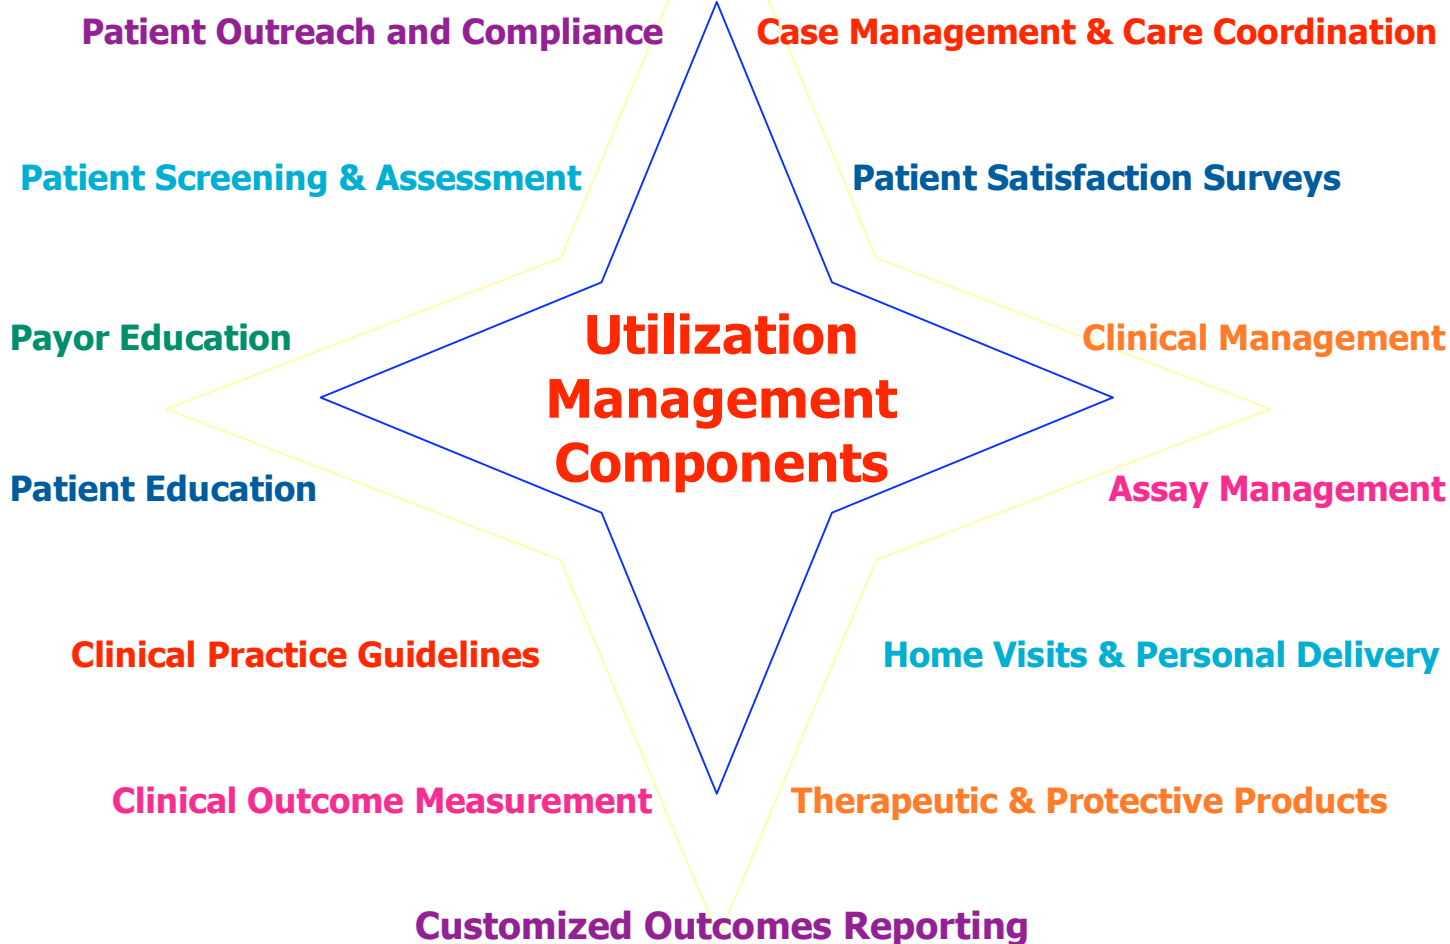 Patient Outreach and Compliance
Case Management & Care Coordination
Patient Screening & Assessment
Patient Satisfaction Surveys
Payor Education
Clinical Management
Utilization
Management
Components
Patient Education
Assay Management
Clinical Practice Guidelines
Home Visits & Personal Delivery
Clinical Outcome Measurement
Therapeutic & Protective Products
Customized Outcomes Reporting